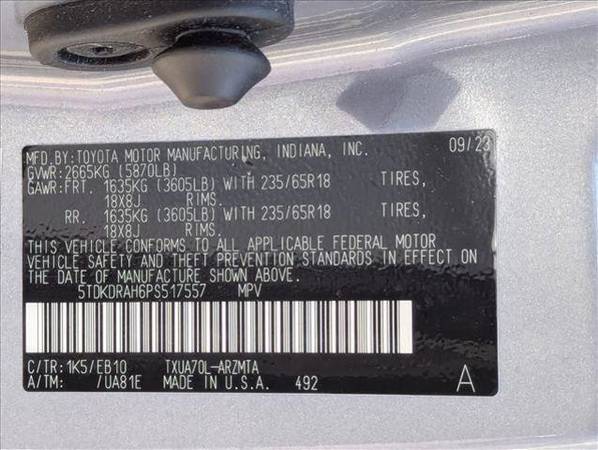 MFD.BY:TOYOTA MOTOR MANUFACTURING, INDIANA, INC. 09/23
GVWR:2665KG (5870LB)
GAWR:FRT. 1635KG (3605LB) WITH 235/65R18 TIRES,
18X8J RIMS.
RR. 1635KG (3605LB) WITH 235/65R18 TIRES,
18X8J RIMS.
THIS VEHICLE CONFORMS TO ALL APPLICABLE FEDERAL MOTOR
VEHICLE SAFETY AND THEFT PREVENTION STANDARDS IN EFFECT ON
THE DATE OF MANUFACTURE SHOWN ABOVE.
5TDKDRAH6PS517557 MPV
C/TR:1K5/EB10 TXUA70L-ARZMTA
A/TM: /UA81E MADE IN U.S.A. 492 A